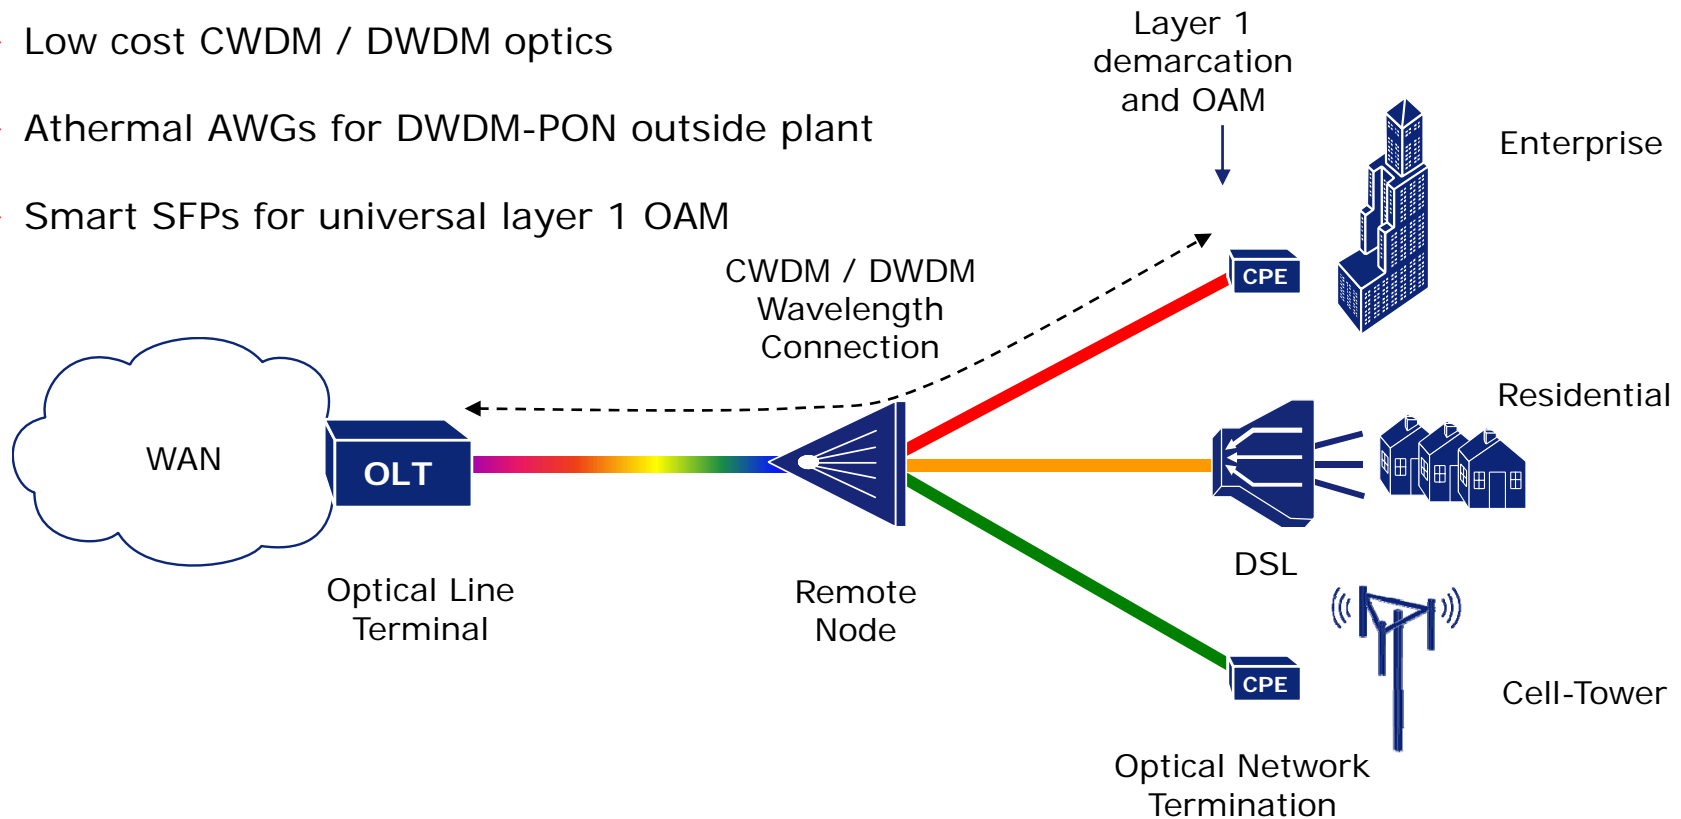 Low cost CWDM / DWDM optics
Athermal AWGs for DWDM-PON outside plant
Smart SFPs for universal layer 1 OAM
Layer 1
demarcation
and OAM
Enterprise
CWDM / DWDM
Wavelength
Connection
CPE
Residential
WAN
OLT
DSL
Optical Line
Terminal
Remote
Node
CPE
Cell-Tower
Optical Network
Termination